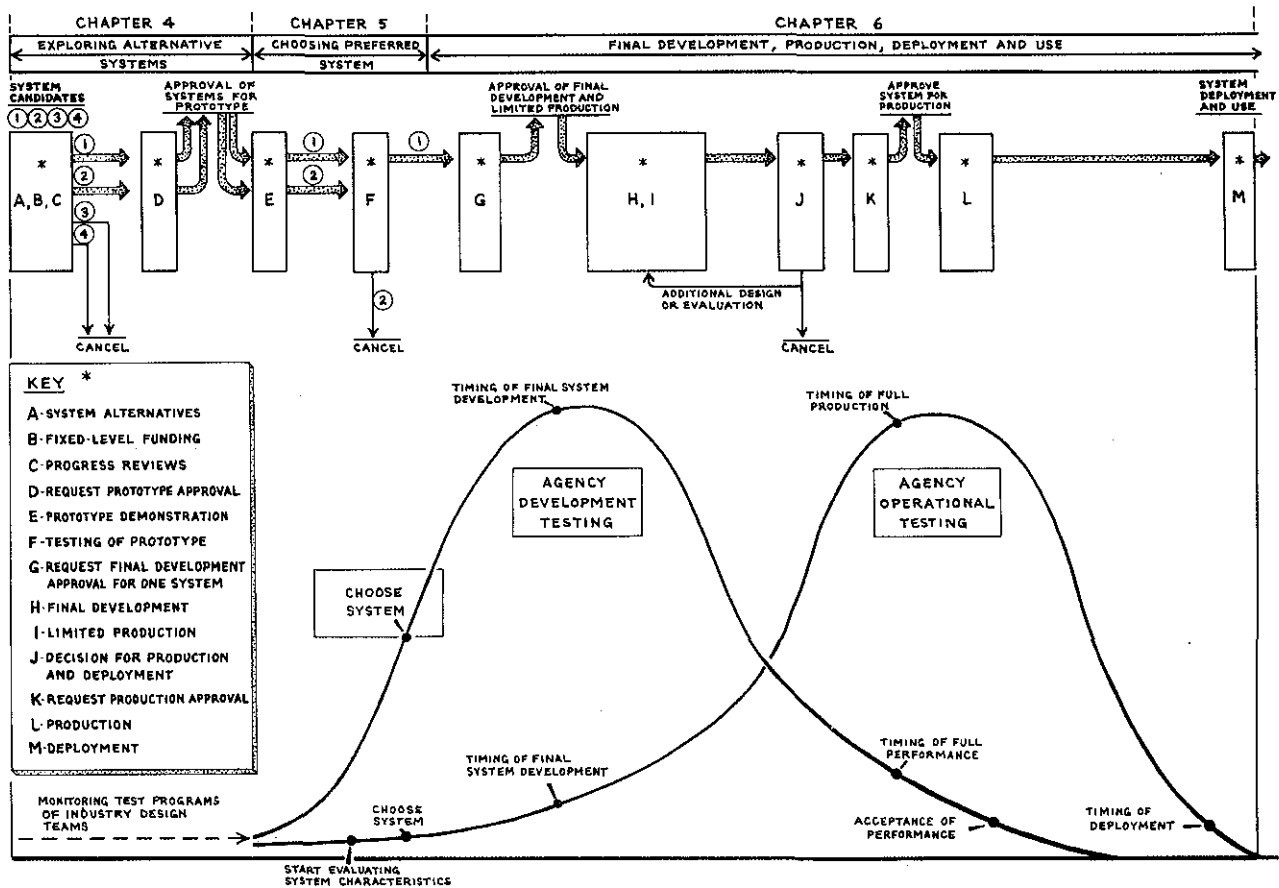 CHAPTER 4
CHAPTER 5
CHAPTER 6
EXPLORING ALTERNATIVE
SYSTEMS
CHOOSING PREFERRED
SYSTEM
FINAL DEVELOPMENT, PRODUCTION, DEPLOYMENT AND USE
SYSTEM
CANDIDATES
1 2 3 4
APPROVAL OF
SYSTEMS FOR
PROTOTYPE
APPROVAL OF FINAL
DEVELOPMENT AND
LIMITED PRODUCTION
APPROVE
SYSTEM FOR
PRODUCTION
SYSTEM
DEPLOYMENT
AND USE
*
A, B, C
1
2
3
4
*
D
*
E
1
2
*
F
1
*
G
*
H, I
*
J
*
K
*
L
*
M
2
ADDITIONAL DESIGN
OR EVALUATION
CANCEL
CANCEL
CANCEL
KEY *
A-SYSTEM ALTERNATIVES
B-FIXED-LEVEL FUNDING
C-PROGRESS REVIEWS
D-REQUEST PROTOTYPE APPROVAL
E-PROTOTYPE DEMONSTRATION
F-TESTING OF PROTOTYPE
G-REQUEST FINAL DEVELOPMENT
APPROVAL FOR ONE SYSTEM
H-FINAL DEVELOPMENT
I-LIMITED PRODUCTION
J-DECISION FOR PRODUCTION
AND DEPLOYMENT
K-REQUEST PRODUCTION APPROVAL
L-PRODUCTION
M-DEPLOYMENT
TIMING OF FINAL SYSTEM
DEVELOPMENT
TIMING OF FULL
PRODUCTION
AGENCY
DEVELOPMENT
TESTING
AGENCY
OPERATIONAL
TESTING
CHOOSE
SYSTEM
TIMING OF FINAL
SYSTEM DEVELOPMENT
TIMING OF FULL
PERFORMANCE
MONITORING TEST PROGRAMS
OF INDUSTRY DESIGN
TEAMS
CHOOSE
SYSTEM
ACCEPTANCE OF
PERFORMANCE
TIMING OF
DEPLOYMENT
START EVALUATING
SYSTEM CHARACTERISTICS